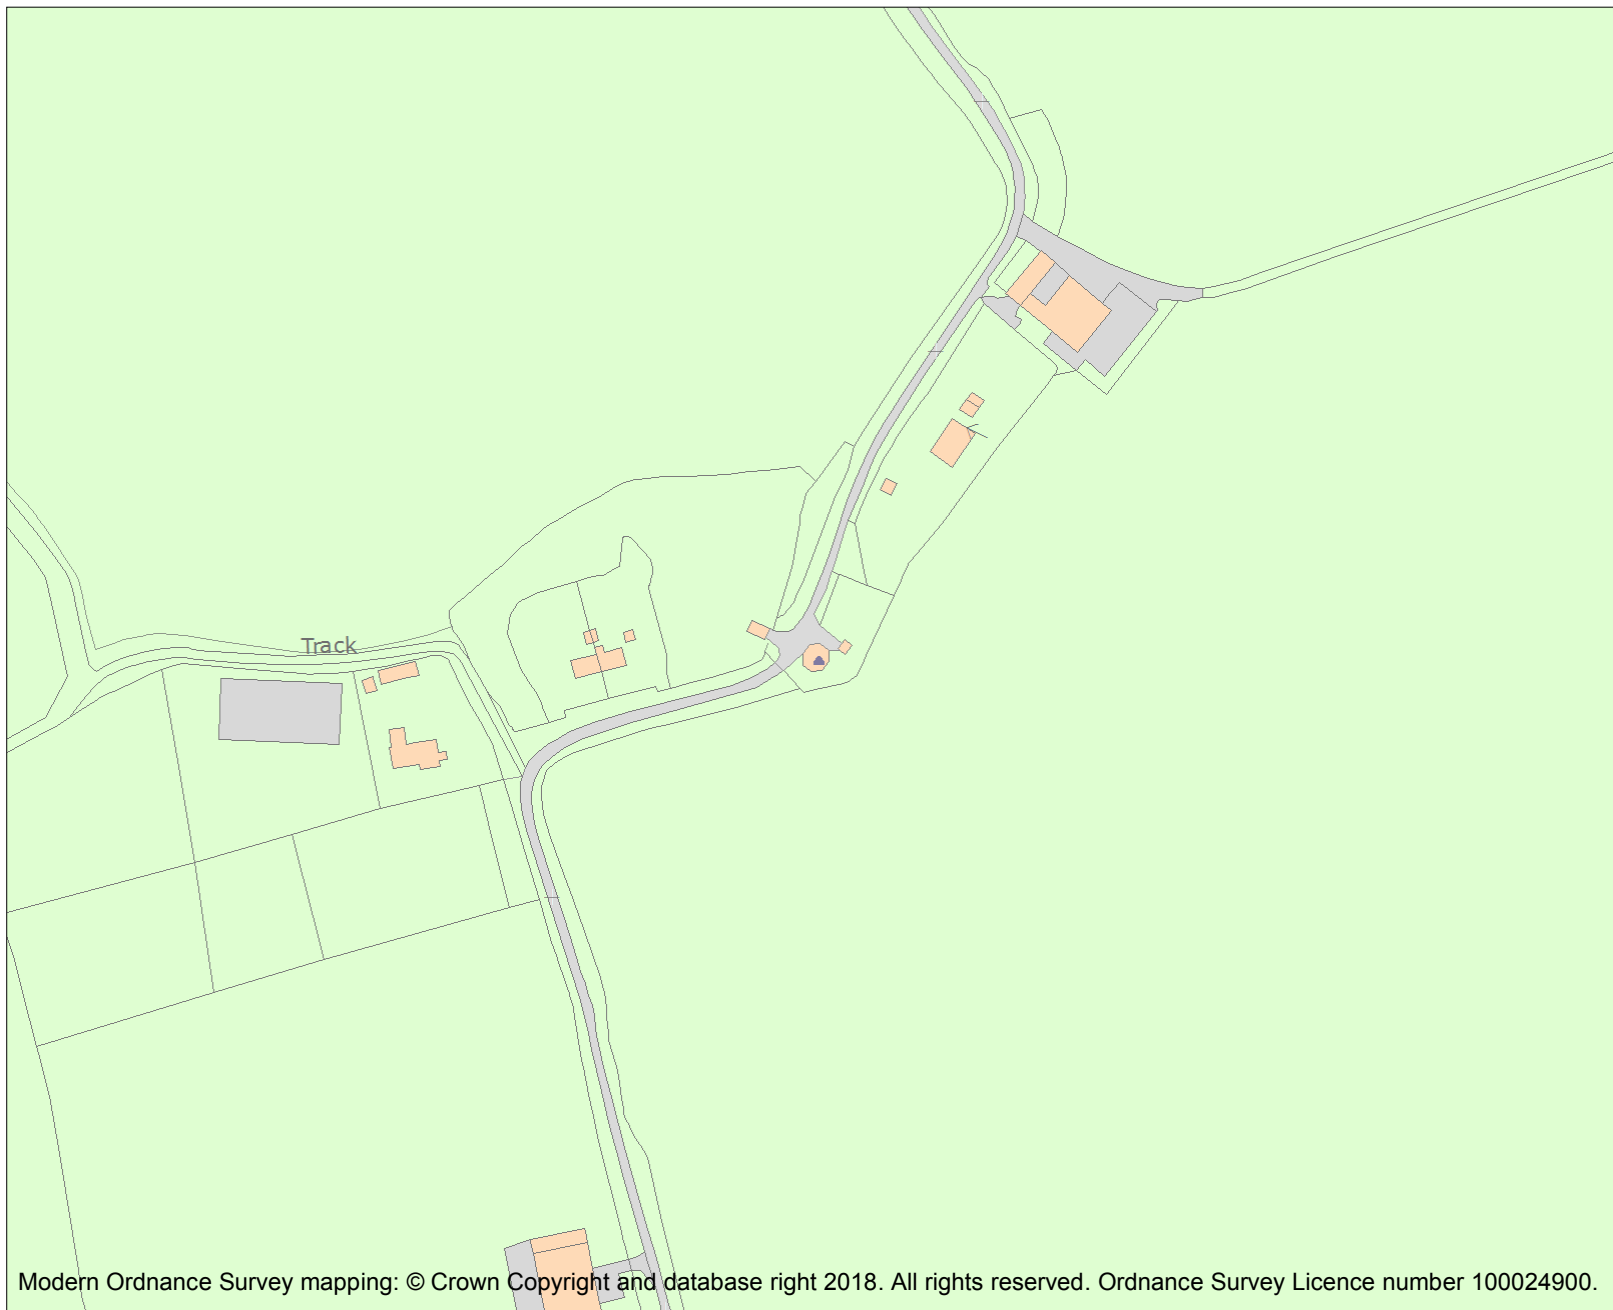 Track
Modern Ordnance Survey mapping: © Crown Copyright and database right 2018. All rights reserved. Ordnance Survey Licence number 100024900.